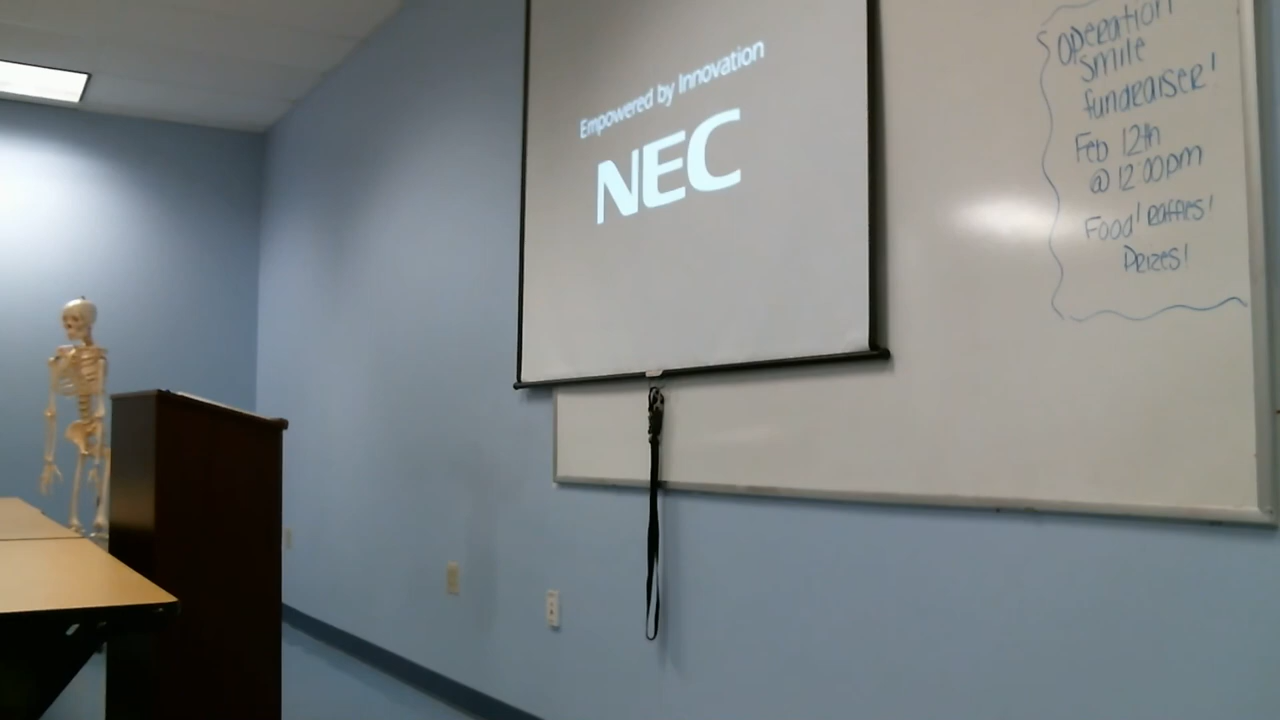 Empowered by Innovation
NEC
operation
smile
fundraiser!
Feb 12th
@ 12:00pm
Food! Raffles!
Prizes!